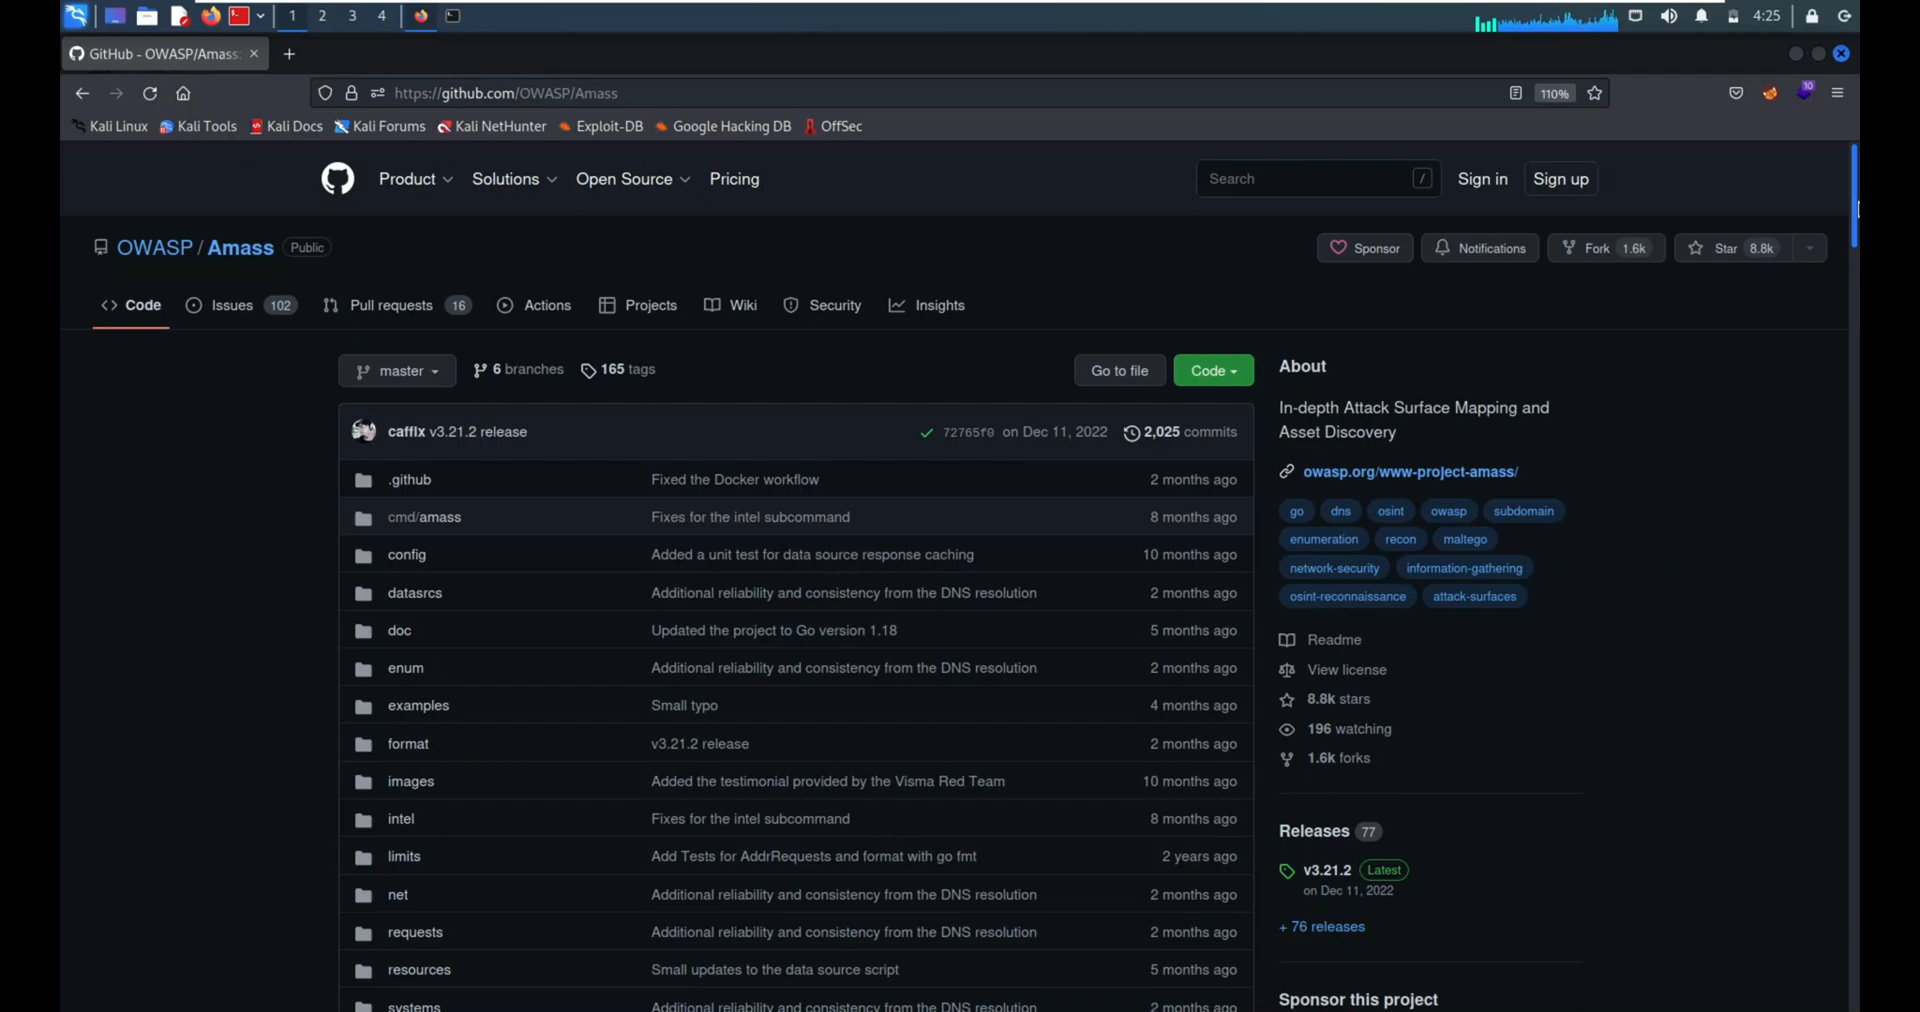 1 2 3 4 4:25
GitHub - OWASP/Amass:
https://github.com/OWASP/Amass 110% 10
Kali Linux Kali Tools Kali Docs Kali Forums Kali NetHunter Exploit-DB Google Hacking DB OffSec
Product Solutions Open Source Pricing Search / Sign in Sign up
OWASP / Amass Public Sponsor Notifications Fork 1.6k Star 8.8k
Code Issues 102 Pull requests 16 Actions Projects Wiki Security Insights
master 6 branches 165 tags Go to file Code
caffix v3.21.2 release 72765f0 on Dec 11, 2022 2,025 commits
.github Fixed the Docker workflow 2 months ago
cmd/amass Fixes for the intel subcommand 8 months ago
config Added a unit test for data source response caching 10 months ago
datasrcs Additional reliability and consistency from the DNS resolution 2 months ago
doc Updated the project to Go version 1.18 5 months ago
enum Additional reliability and consistency from the DNS resolution 2 months ago
examples Small typo 4 months ago
format v3.21.2 release 2 months ago
images Added the testimonial provided by the Visma Red Team 10 months ago
intel Fixes for the intel subcommand 8 months ago
limits Add Tests for AddrRequests and format with go fmt 2 years ago
net Additional reliability and consistency from the DNS resolution 2 months ago
requests Additional reliability and consistency from the DNS resolution 2 months ago
resources Small updates to the data source script 5 months ago
systems Additional reliability and consistency from the DNS resolution 2 months ago
About
In-depth Attack Surface Mapping and
Asset Discovery
owasp.org/www-project-amass/
go dns osint owasp subdomain
enumeration recon maltego
network-security information-gathering
osint-reconnaissance attack-surfaces
Readme
View license
8.8k stars
196 watching
1.6k forks
Releases 77
v3.21.2 Latest
on Dec 11, 2022
+ 76 releases
Sponsor this project